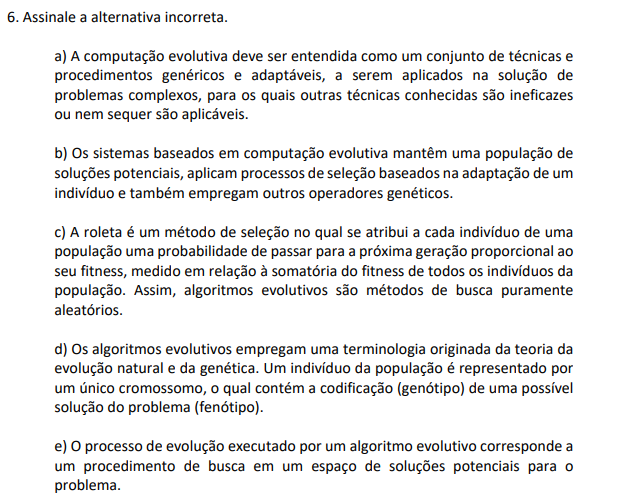 6. Assinale a alternativa incorreta.
a) A computação evolutiva deve ser entendida como um conjunto de técnicas e
procedimentos genéricos e adaptáveis, a serem aplicados na solução de
problemas complexos, para os quais outras técnicas conhecidas são ineficazes
ou nem sequer são aplicáveis.
b) Os sistemas baseados em computação evolutiva mantêm uma população de
soluções potenciais, aplicam processos de seleção baseados na adaptação de um
indivíduo e também empregam outros operadores genéticos.
c) A roleta é um método de seleção no qual se atribui a cada indivíduo de uma
população uma probabilidade de passar para a próxima geração proporcional ao
seu fitness, medido em relação à somatória do fitness de todos os indivíduos da
população. Assim, algoritmos evolutivos são métodos de busca puramente
aleatórios.
d) Os algoritmos evolutivos empregam uma terminologia originada da teoria da
evolução natural e da genética. Um indivíduo da população é representado por
um único cromossomo, o qual contém a codificação (genótipo) de uma possível
solução do problema (fenótipo).
e) O processo de evolução executado por um algoritmo evolutivo corresponde a
um procedimento de busca em um espaço de soluções potenciais para o
problema.